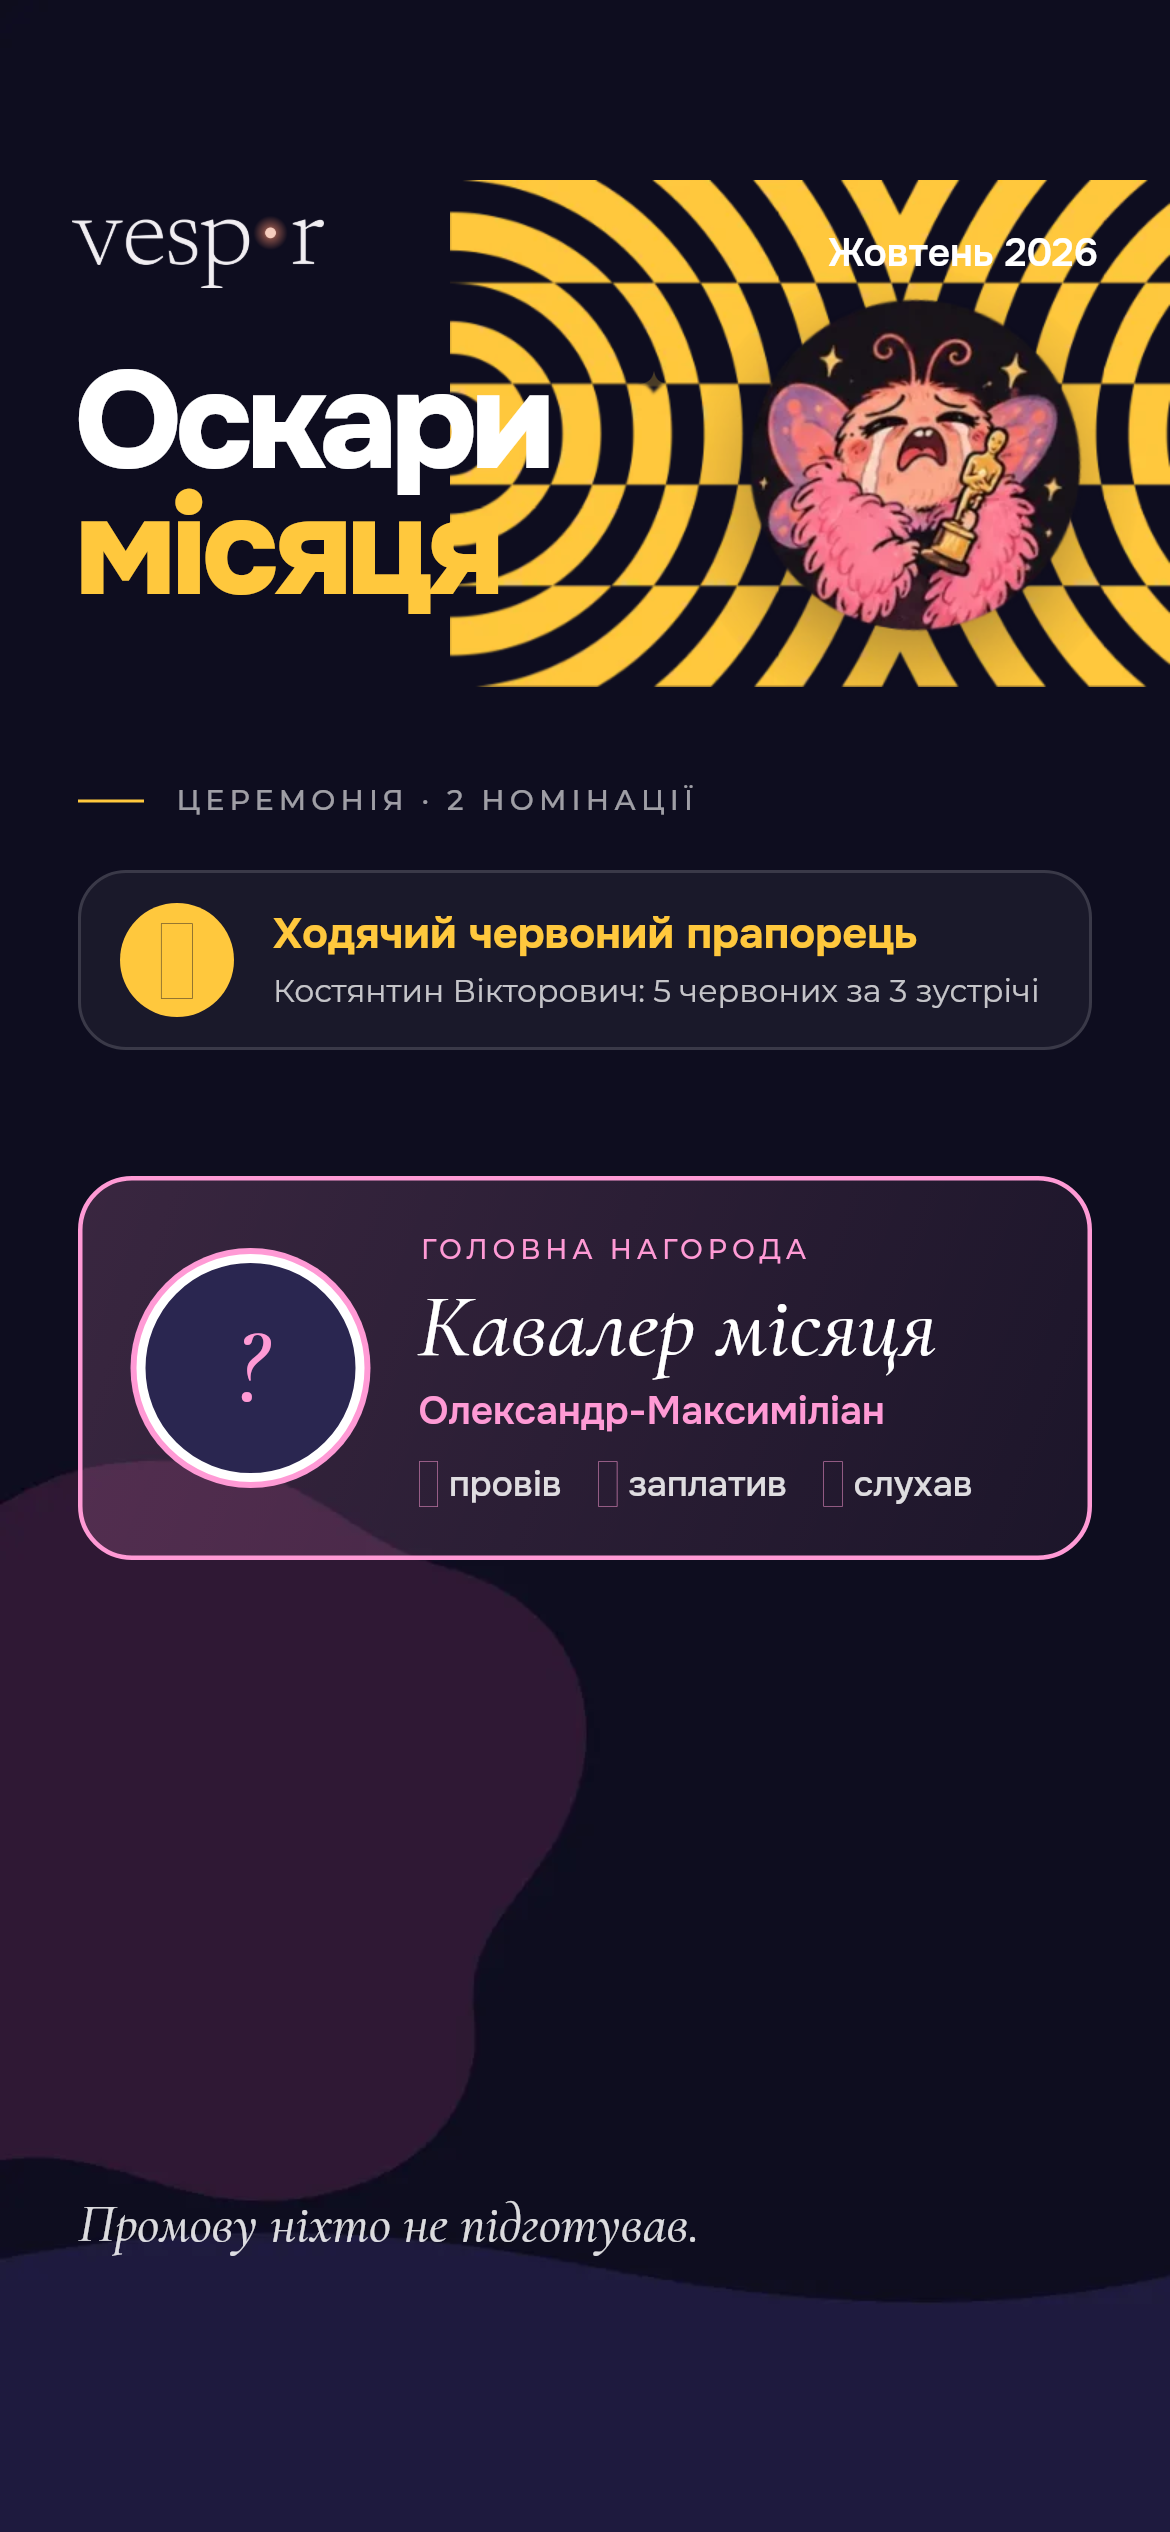 vesp•r
Жовтень 2026
Оскари
місяця
ЦЕРЕМОНІЯ · 2 НОМІНАЦІЇ
Ходячий червоний прапорець
Костянтин Вікторович: 5 червоних за 3 зустрічі
ГОЛОВНА НАГОРОДА
Кавалер місяця
?
Олександр-Максиміліан
провів заплатив слухав
Промову ніхто не підготував.